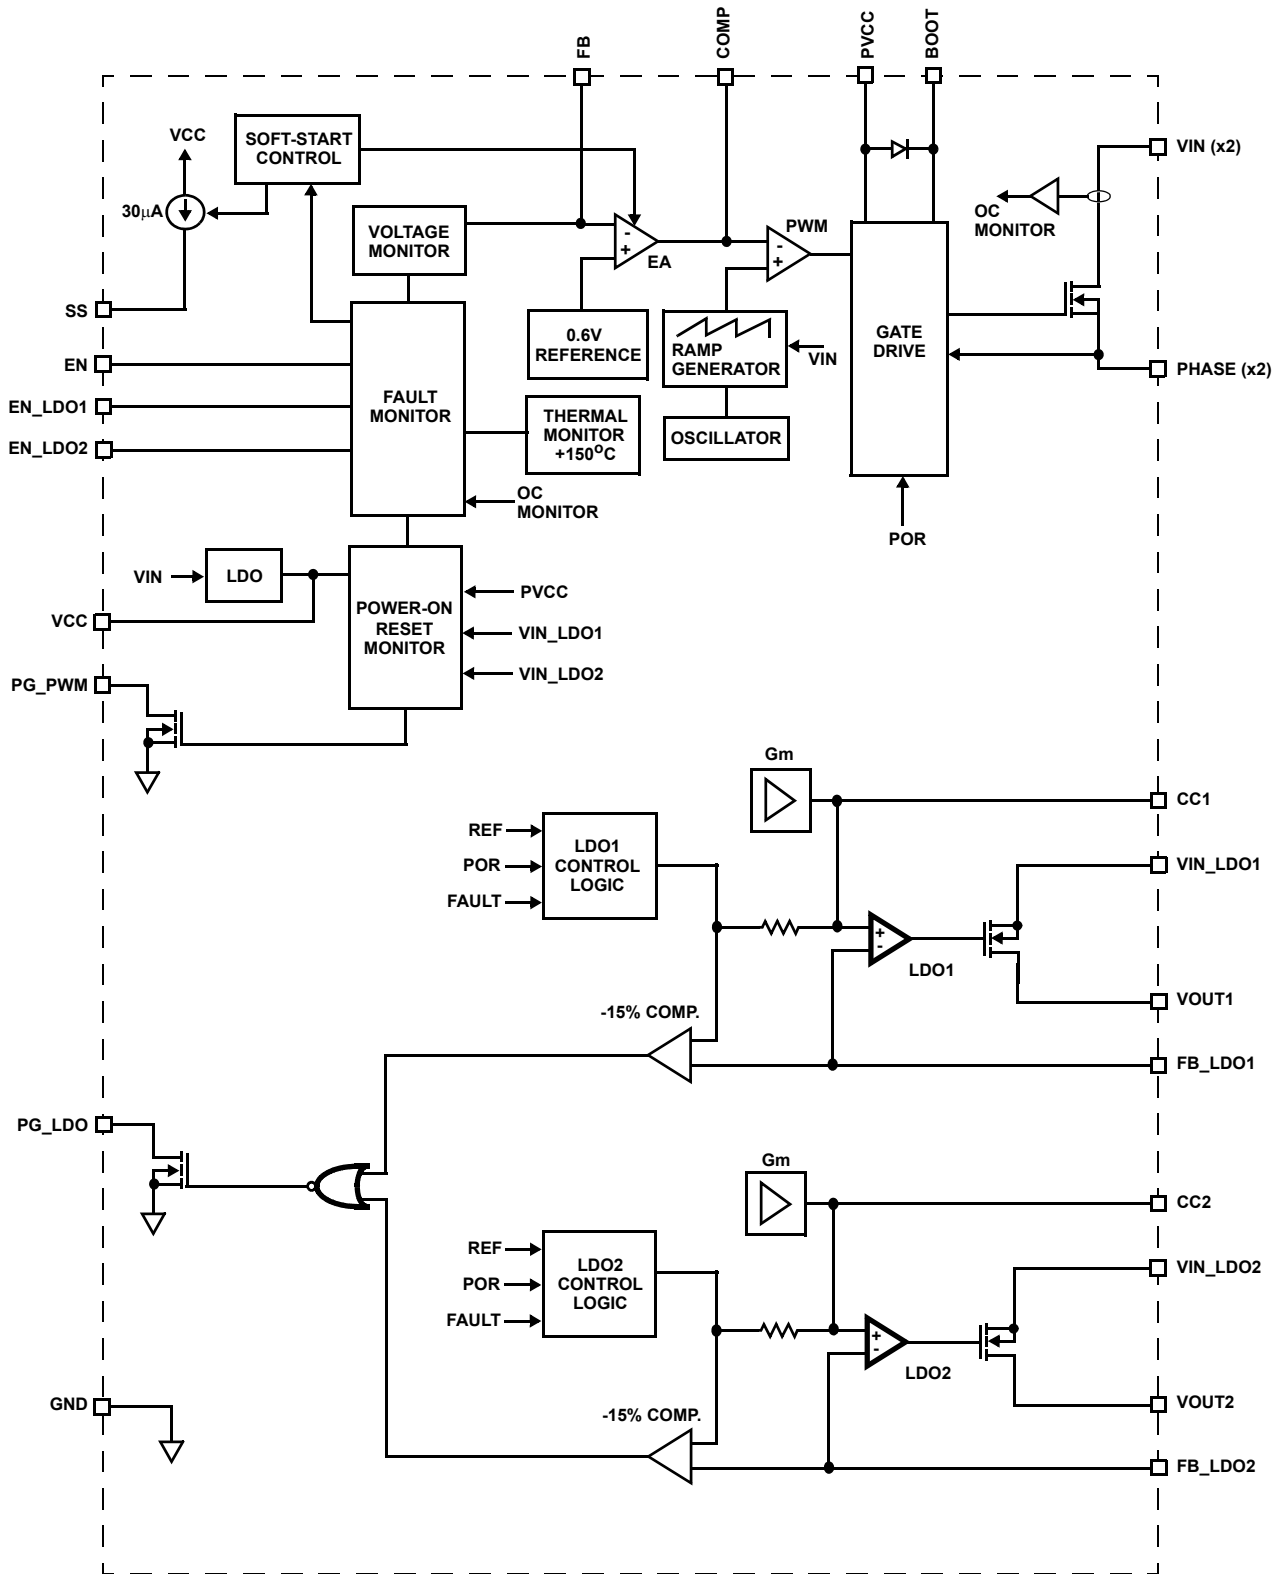 FB
COMP
PVCC
BOOT
VCC
SOFT-START
CONTROL
VIN (x2)
30μA
OC
MONITOR
VOLTAGE
MONITOR
-
+
EA
PWM
-
+
SS
0.6V
REFERENCE
RAMP
GENERATOR
VIN
GATE
DRIVE
EN
PHASE (x2)
EN_LDO1
FAULT
MONITOR
THERMAL
MONITOR
+150°C
OSCILLATOR
EN_LDO2
OC
MONITOR
POR
VIN
LDO
PVCC
VCC
POWER-ON
RESET
MONITOR
VIN_LDO1
VIN_LDO2
PG_PWM
Gm
CC1
REF
POR
FAULT
LDO1
CONTROL
LOGIC
VIN_LDO1
+
-
LDO1
VOUT1
-15% COMP.
FB_LDO1
PG_LDO
Gm
CC2
REF
POR
FAULT
LDO2
CONTROL
LOGIC
VIN_LDO2
+
-
LDO2
VOUT2
GND
-15% COMP.
FB_LDO2